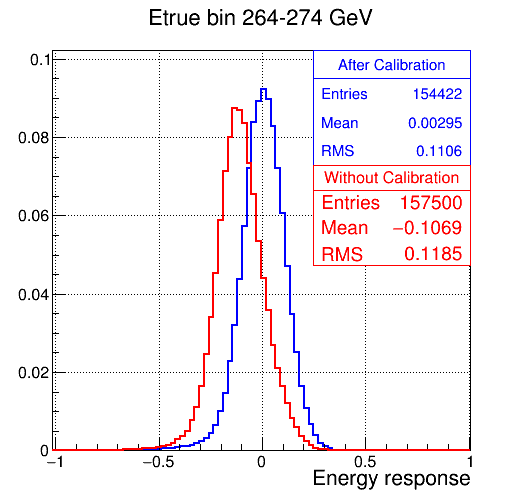 Etrue bin 264-274 GeV
After Calibration
Entries 154422
Mean 0.00295
RMS 0.1106
Without Calibration
Entries 157500
Mean −0.1069
RMS 0.1185
0.1
0.08
0.06
0.04
0.02
0
−1 −0.5 0 0.5 1
Energy response